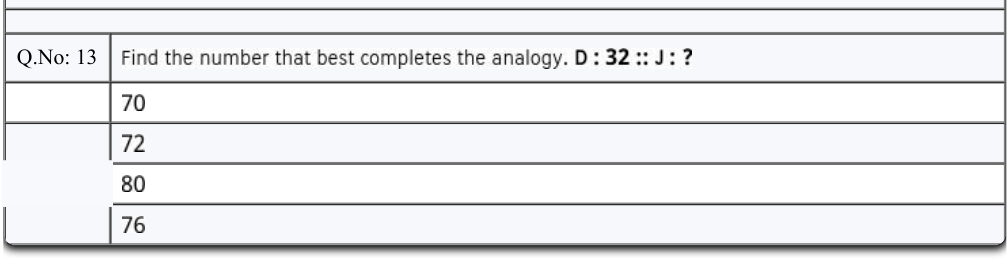 Q.No: 13 Find the number that best completes the analogy. D : 32 :: J : ?
70
72
80
76